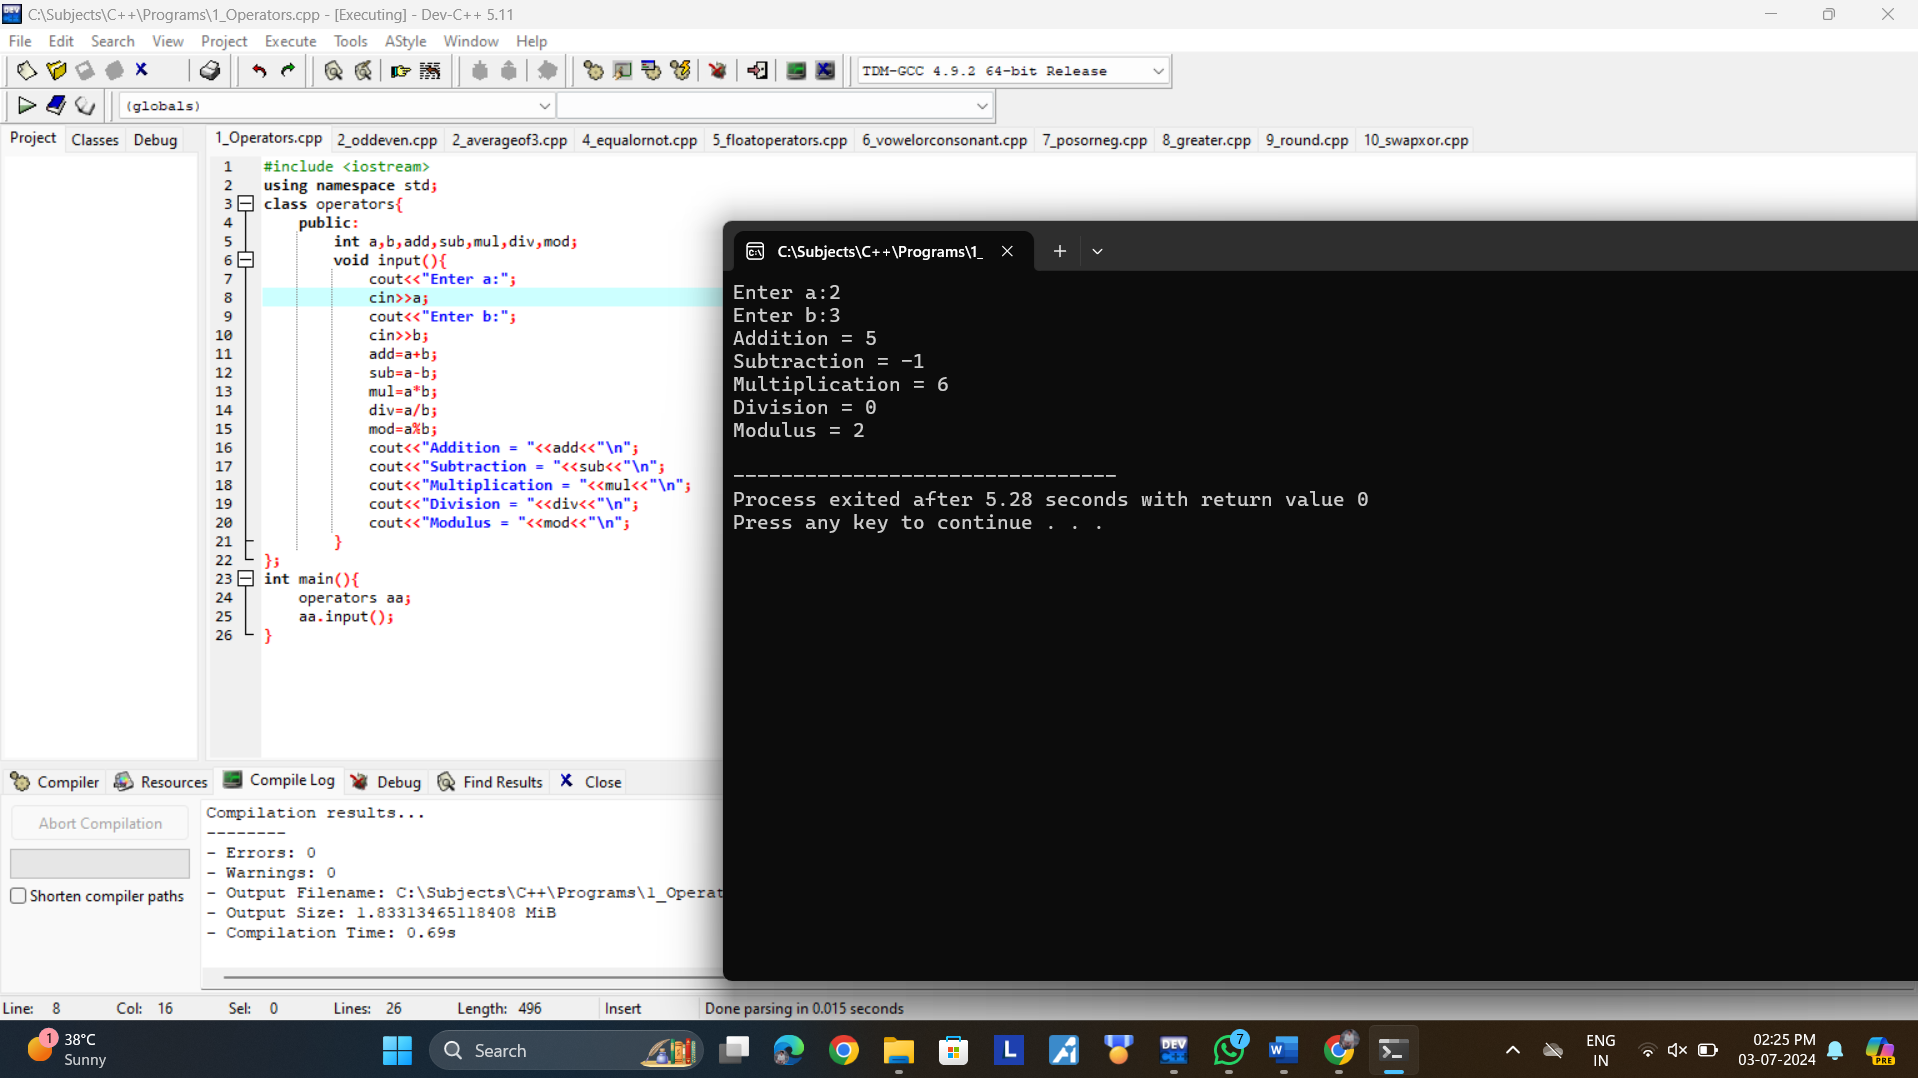 C:\Subjects\C++\Programs\1_Operators.cpp - [Executing] - Dev-C++ 5.11
File Edit Search View Project Execute Tools AStyle Window Help
TDM-GCC 4.9.2 64-bit Release
(globals)
Project Classes Debug
1_Operators.cpp 2_oddeven.cpp 2_averageof3.cpp 4_equalornot.cpp 5_floatoperators.cpp 6_vowelorconsonant.cpp 7_posorneg.cpp 8_greater.cpp 9_round.cpp 10_swapxor.cpp
1 #include <iostream>
2 using namespace std;
3 class operators{
4 public:
5 int a,b,add,sub,mul,div,mod;
6 void input(){
7 cout<<"Enter a:";
8 cin>>a;
9 cout<<"Enter b:";
10 cin>>b;
11 add=a+b;
12 sub=a-b;
13 mul=a*b;
14 div=a/b;
15 mod=a%b;
16 cout<<"Addition = "<<add<<"\n";
17 cout<<"Subtraction = "<<sub<<"\n";
18 cout<<"Multiplication = "<<mul<<"\n";
19 cout<<"Division = "<<div<<"\n";
20 cout<<"Modulus = "<<mod<<"\n";
21 }
22 };
23 int main(){
24 operators aa;
25 aa.input();
26 }
C:\Subjects\C++\Programs\1_
Enter a:2
Enter b:3
Addition = 5
Subtraction = -1
Multiplication = 6
Division = 0
Modulus = 2
--------------------------------
Process exited after 5.28 seconds with return value 0
Press any key to continue . . .
Compiler Resources Compile Log Debug Find Results Close
Abort Compilation
Shorten compiler paths
Compilation results...
--------
- Errors: 0
- Warnings: 0
- Output Filename: C:\Subjects\C++\Programs\1_Operat
- Output Size: 1.83313465118408 MiB
- Compilation Time: 0.69s
Line: 8 Col: 16 Sel: 0 Lines: 26 Length: 496 Insert Done parsing in 0.015 seconds
1
38°C
Sunny
Search
L
DEV
7
W
ENG
IN
02:25 PM
03-07-2024
PRE